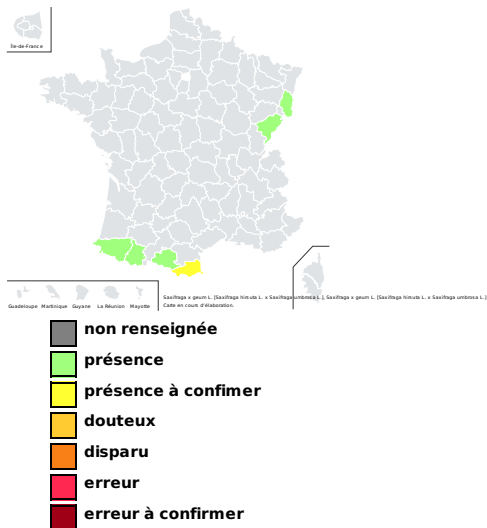 Île-de-France
Guadeloupe Martinique Guyane La Réunion Mayotte
Saxifraga x geum L. [Saxifraga hirsuta L. x Saxifraga umbrosa L.], Saxifraga x geum L. [Saxifraga hirsuta L. x Saxifraga umbrosa L.]
Carte en cours d'élaboration.
non renseignée
présence
présence à confimer
douteux
disparu
erreur
erreur à confirmer